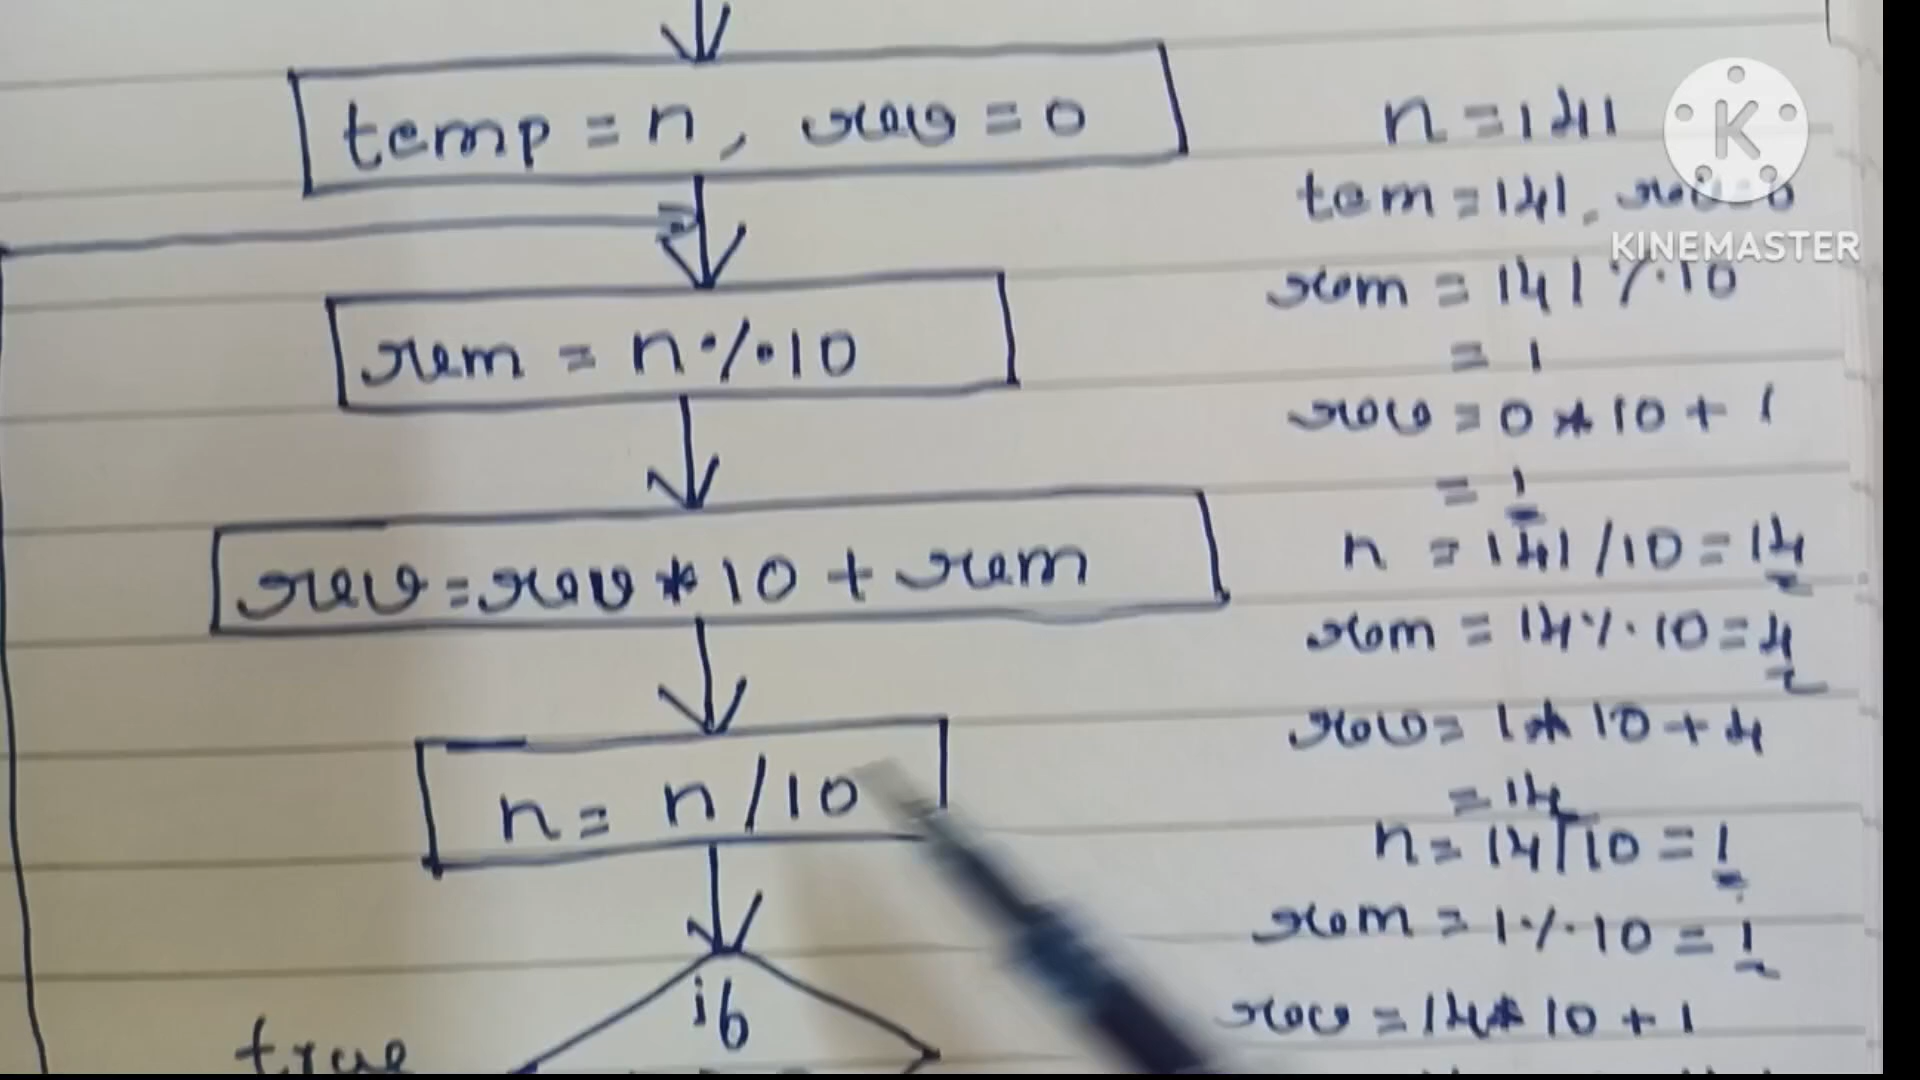 temp = n, rev = 0
rem = n % 10
rev = rev * 10 + rem
n = n / 10
if
true
n = 141
tem = 141, rev = 0
rem = 141 % 10
= 1
rev = 0 * 10 + 1
= 1
n = 141 / 10 = 14
rem = 14 % 10 = 4
rev = 1 * 10 + 4
= 14
n = 14 / 10 = 1
rem = 1 % 10 = 1
rev = 14 * 10 + 1
K
KINEMASTER